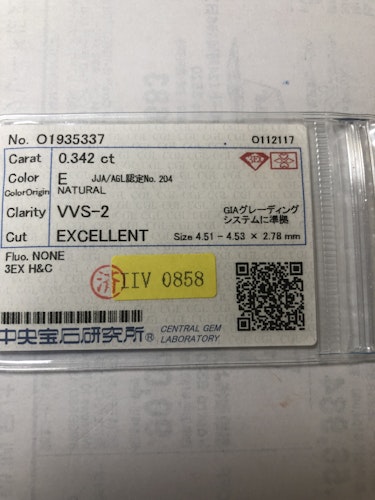 No. O1935337 O112117
Carat 0.342 ct
Color E JJA/AGL認定No. 204
ColorOrigin NATURAL
Clarity VVS-2 GIAグレーディングシステムに準拠
Cut EXCELLENT Size 4.51 - 4.53 × 2.78 mm
Fluo. NONE
3EX H&C
済 IIV 0858
中央宝石研究所® CENTRAL GEM LABORATORY